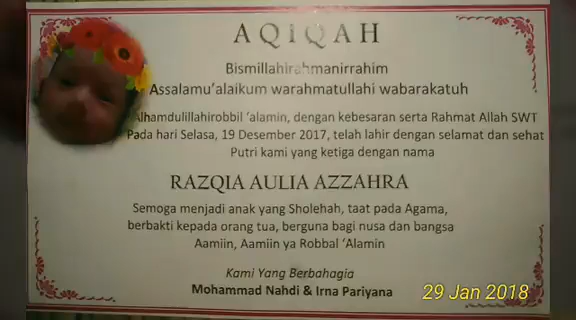 AQIQAH
Bismillahirahmanirrahim
Assalamu'alaikum warahmatullahi wabarakatuh
Alhamdulillahirobbil 'alamin, dengan kebesaran serta Rahmat Allah SWT
Pada hari Selasa, 19 Desember 2017, telah lahir dengan selamat dan sehat
Putri kami yang ketiga dengan nama
RAZQIA AULIA AZZAHRA
Semoga menjadi anak yang Sholehah, taat pada Agama,
berbakti kepada orang tua, berguna bagi nusa dan bangsa
Aamiin, Aamiin ya Robbal 'Alamin
Kami Yang Berbahagia
Mohammad Nahdi & Irna Pariyana
29 Jan 2018